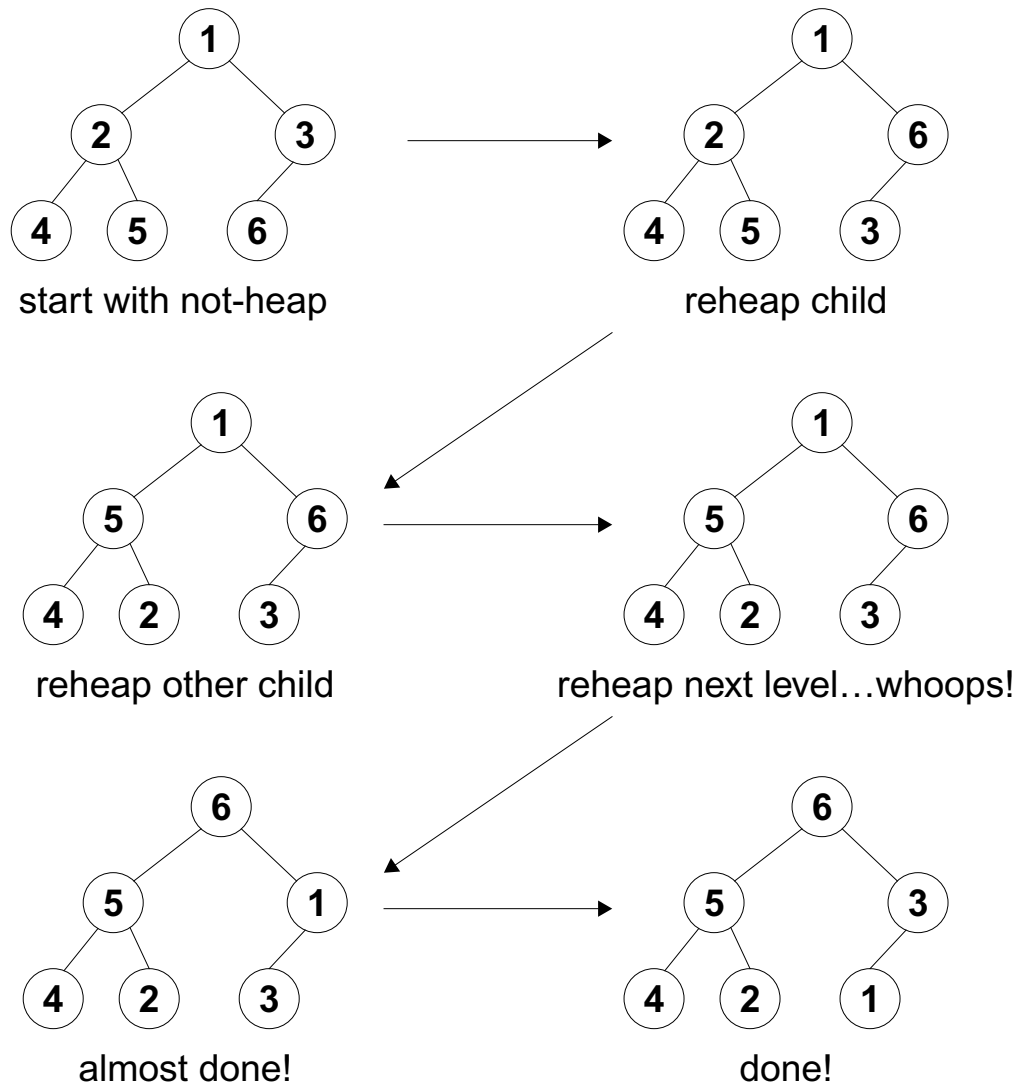 1
2 3
4 5 6
start with not-heap
1
2 6
4 5 3
reheap child
1
5 6
4 2 3
reheap other child
1
5 6
4 2 3
reheap next level…whoops!
6
5 1
4 2 3
almost done!
6
5 3
4 2 1
done!